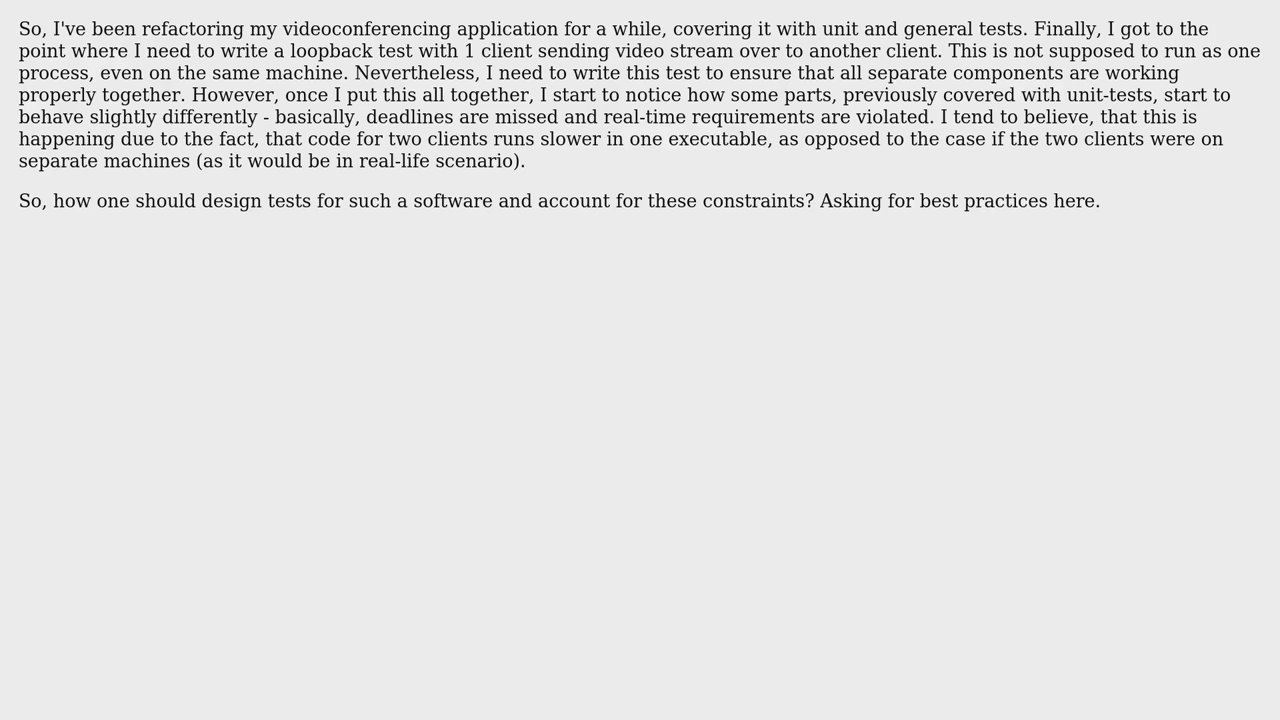 So, I've been refactoring my videoconferencing application for a while, covering it with unit and general tests. Finally, I got to the
point where I need to write a loopback test with 1 client sending video stream over to another client. This is not supposed to run as one
process, even on the same machine. Nevertheless, I need to write this test to ensure that all separate components are working
properly together. However, once I put this all together, I start to notice how some parts, previously covered with unit-tests, start to
behave slightly differently - basically, deadlines are missed and real-time requirements are violated. I tend to believe, that this is
happening due to the fact, that code for two clients runs slower in one executable, as opposed to the case if the two clients were on
separate machines (as it would be in real-life scenario).
So, how one should design tests for such a software and account for these constraints? Asking for best practices here.